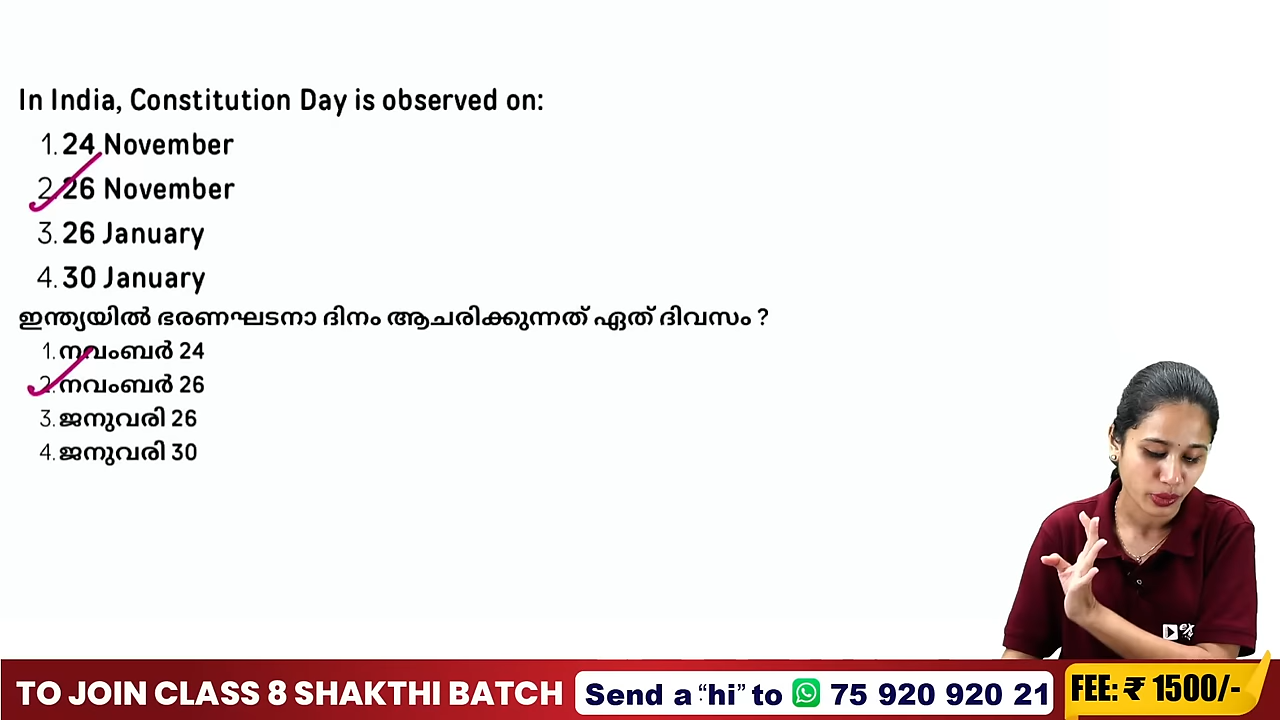 In India, Constitution Day is observed on:
1. 24 November
2. 26 November
3. 26 January
4. 30 January
ഇന്ത്യയിൽ ഭരണഘടനാ ദിനം ആചരിക്കുന്നത് ഏത് ദിവസം ?
1. നവംബർ 24
2. നവംബർ 26
3. ജനുവരി 26
4. ജനുവരി 30
TO JOIN CLASS 8 SHAKTHI BATCH Send a “hi” to 75 920 920 21 FEE: ₹ 1500/-